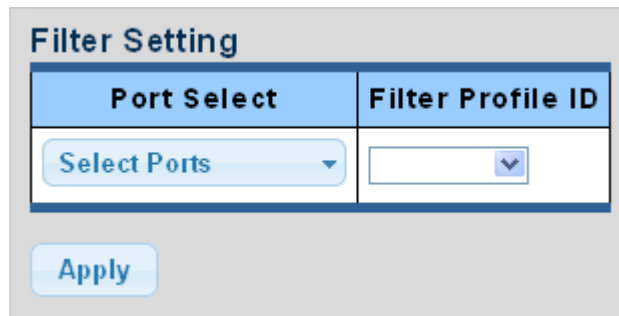 Filter Setting
Port Select Filter Profile ID
Select Ports
Apply